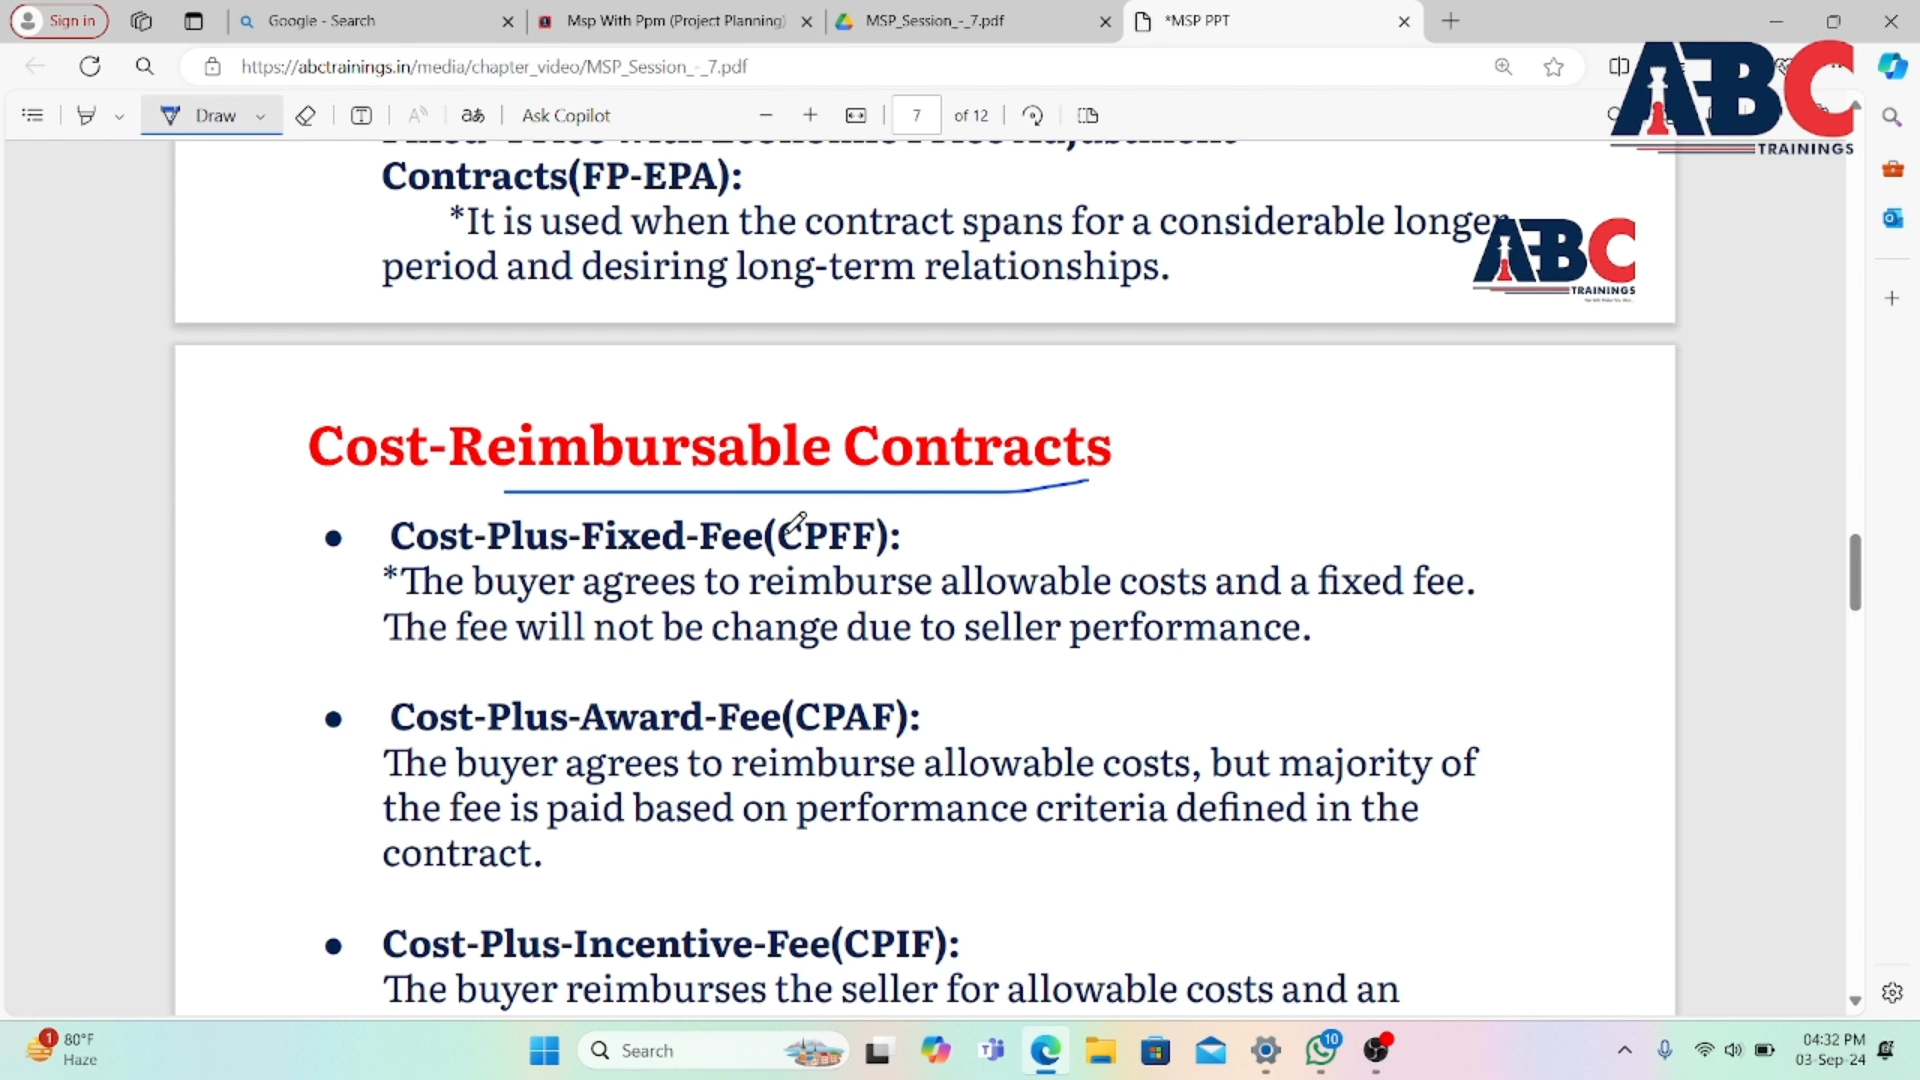 Sign in
Google - Search
Msp With Ppm (Project Planning)
MSP_Session_-_7.pdf
*MSP PPT
https://abctrainings.in/media/chapter_video/MSP_Session_-_7.pdf
Draw
Ask Copilot
7 of 12
ABC
TRAININGS
Contracts(FP-EPA):
*It is used when the contract spans for a considerable longer
period and desiring long-term relationships.
ABC
TRAININGS
Cost-Reimbursable Contracts
● Cost-Plus-Fixed-Fee(CPFF):
*The buyer agrees to reimburse allowable costs and a fixed fee.
The fee will not be change due to seller performance.
● Cost-Plus-Award-Fee(CPAF):
The buyer agrees to reimburse allowable costs, but majority of
the fee is paid based on performance criteria defined in the
contract.
● Cost-Plus-Incentive-Fee(CPIF):
The buyer reimburses the seller for allowable costs and an
1
80°F
Haze
Search
10
04:32 PM
03-Sep-24